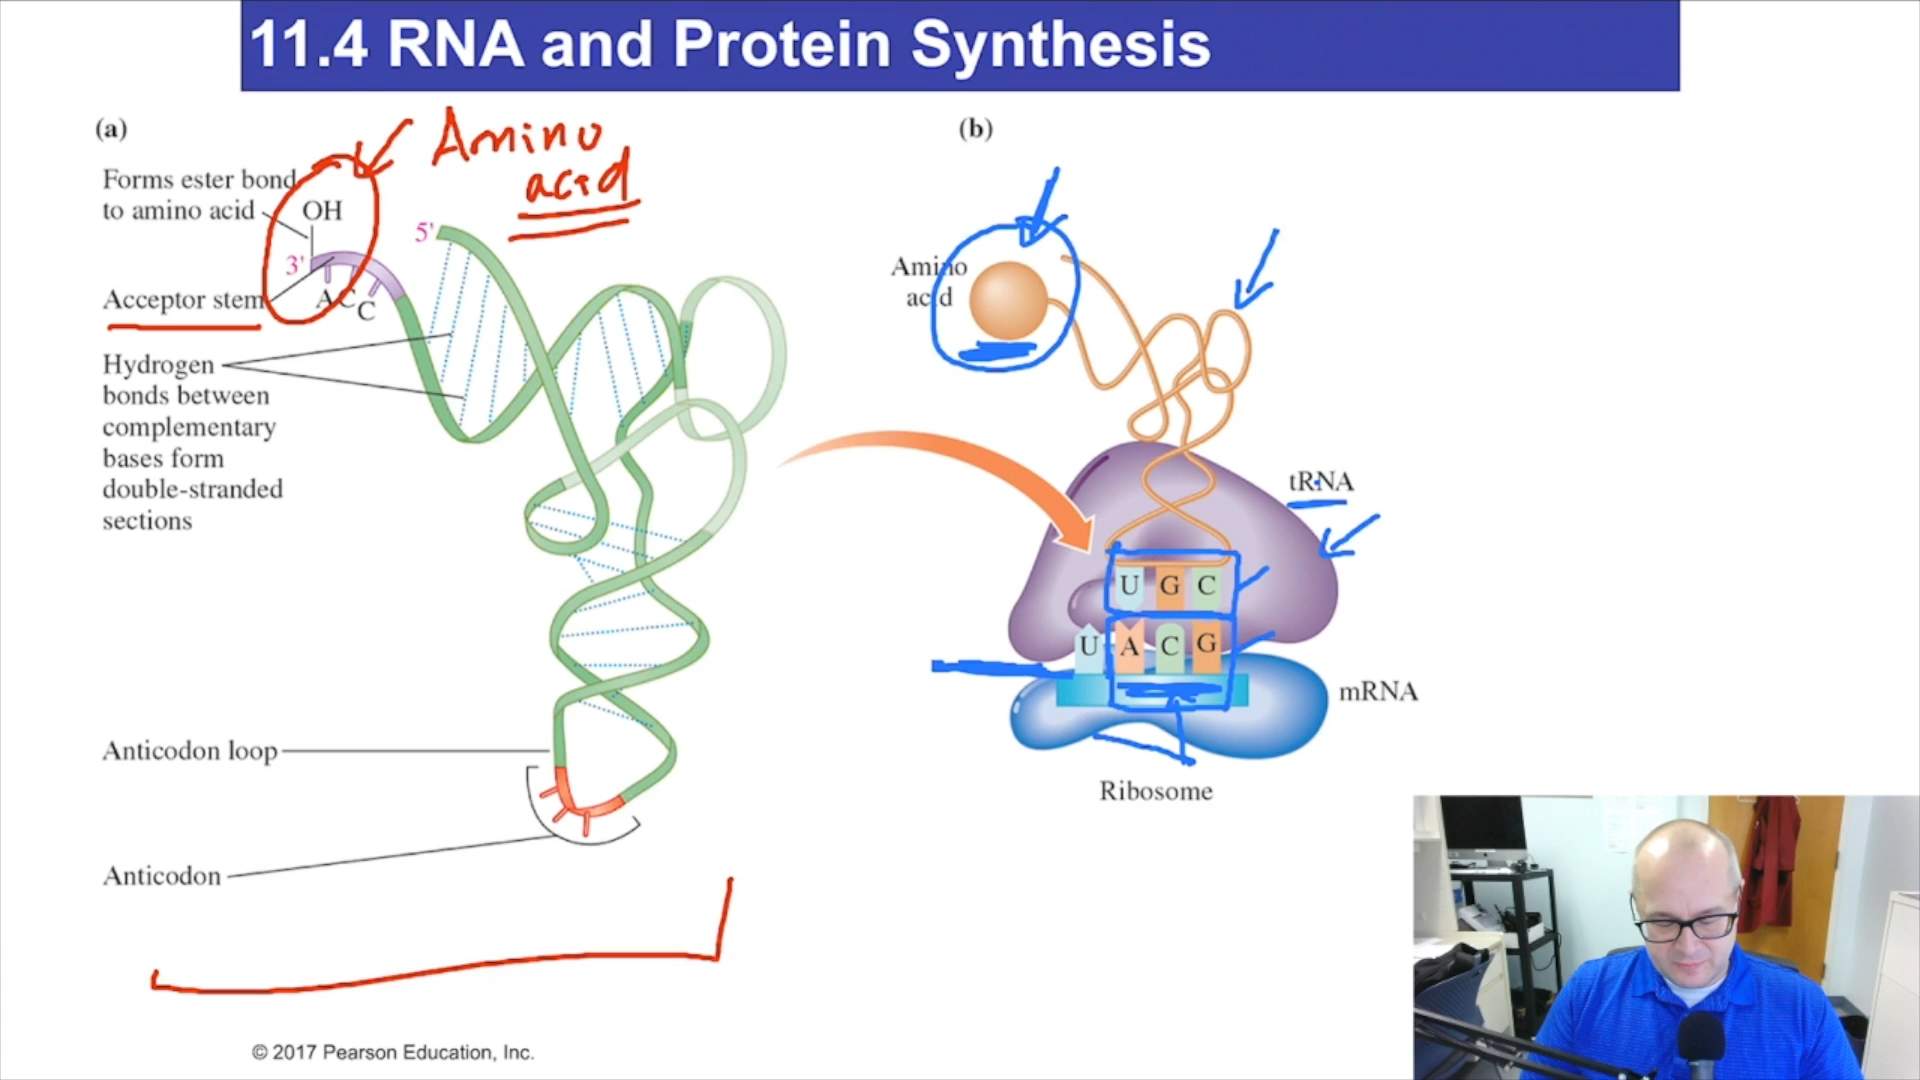 11.4 RNA and Protein Synthesis
(a)
Amino
acid
Forms ester bond
to amino acid
OH
5'
3'
Acceptor stem
A C C
Hydrogen
bonds between
complementary
bases form
double-stranded
sections
Anticodon loop
Anticodon
(b)
Amino
acid
tRNA
U G C
U A C G
mRNA
Ribosome
© 2017 Pearson Education, Inc.